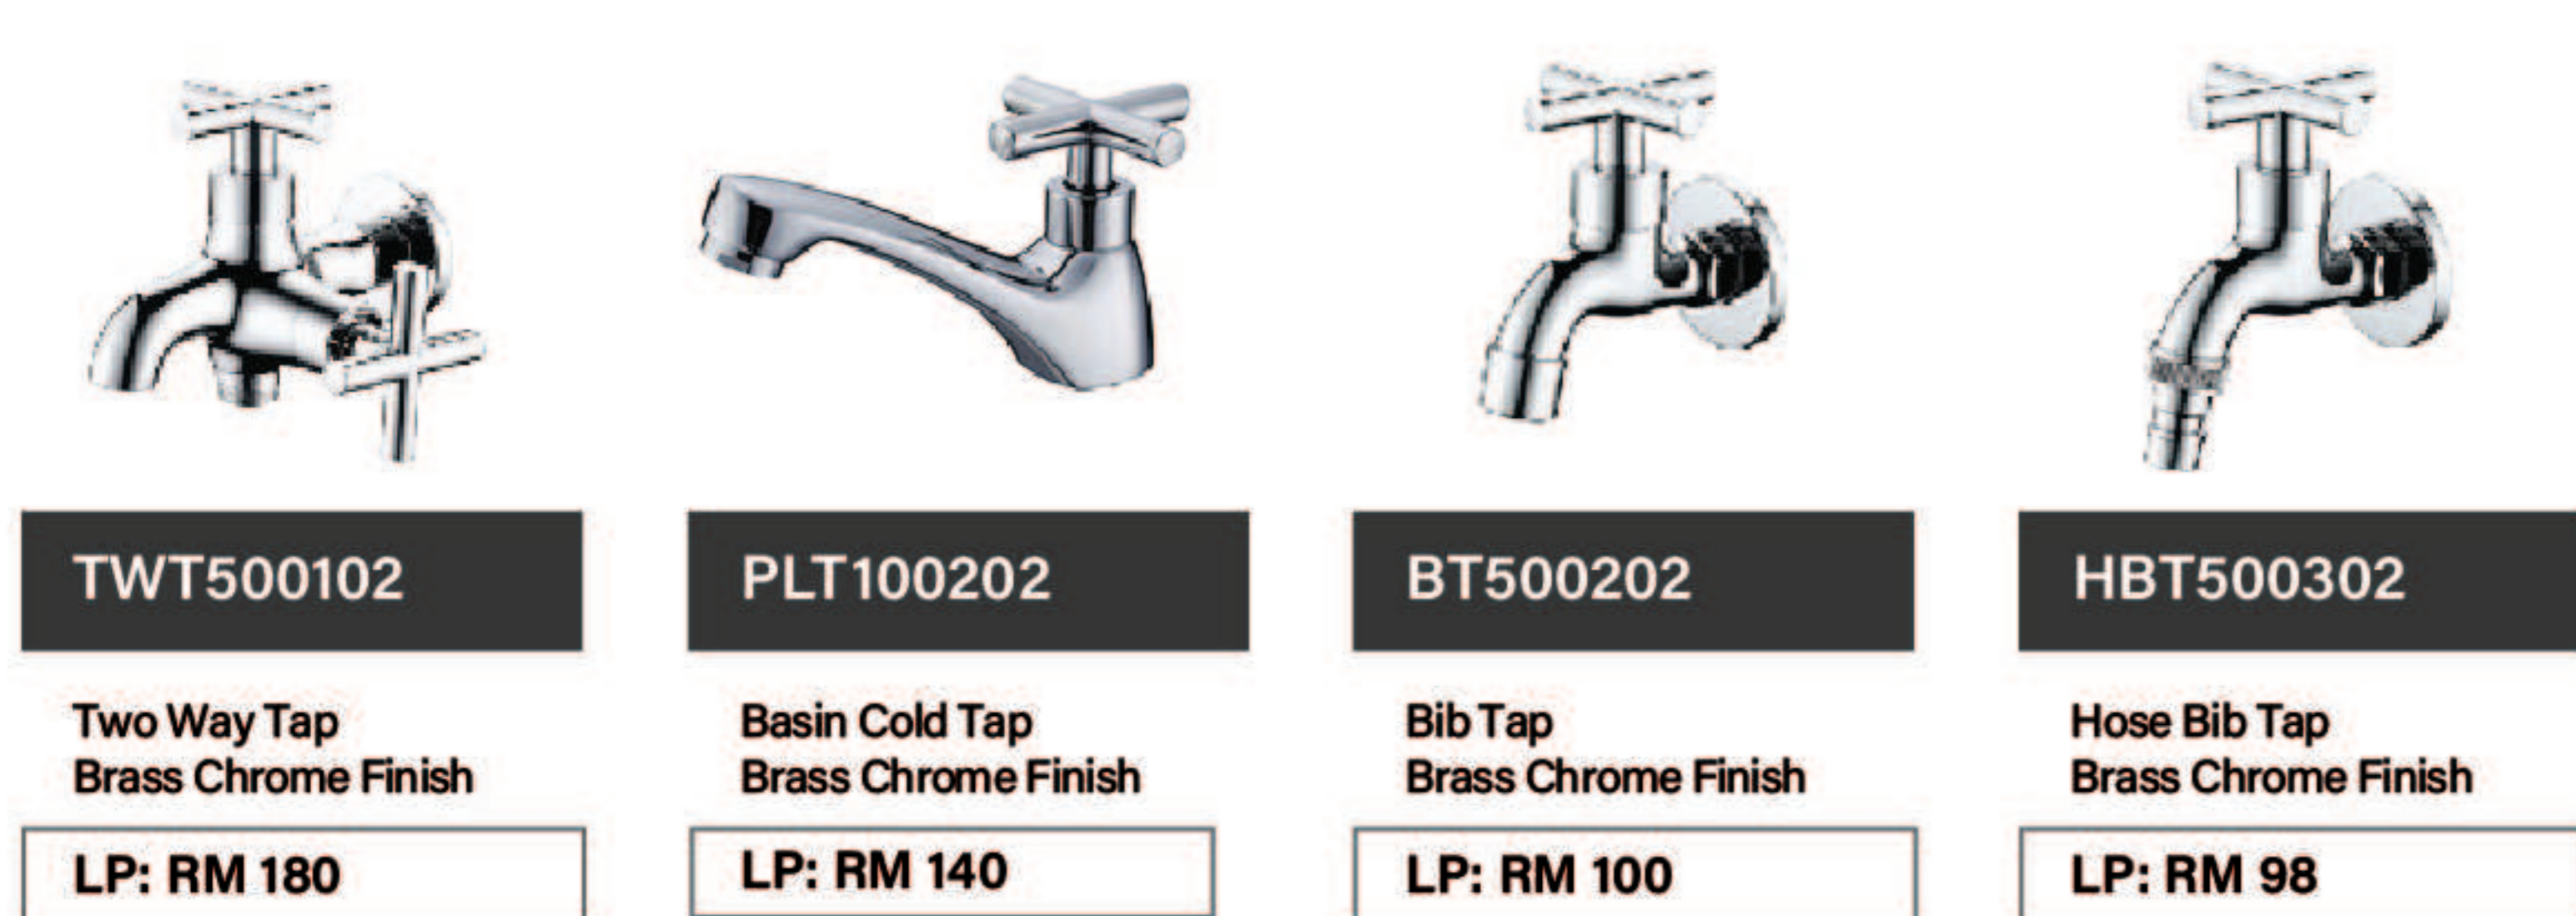 TWT500102
Two Way Tap
Brass Chrome Finish
LP: RM 180
PLT100202
Basin Cold Tap
Brass Chrome Finish
LP: RM 140
BT500202
Bib Tap
Brass Chrome Finish
LP: RM 100
HBT500302
Hose Bib Tap
Brass Chrome Finish
LP: RM 98